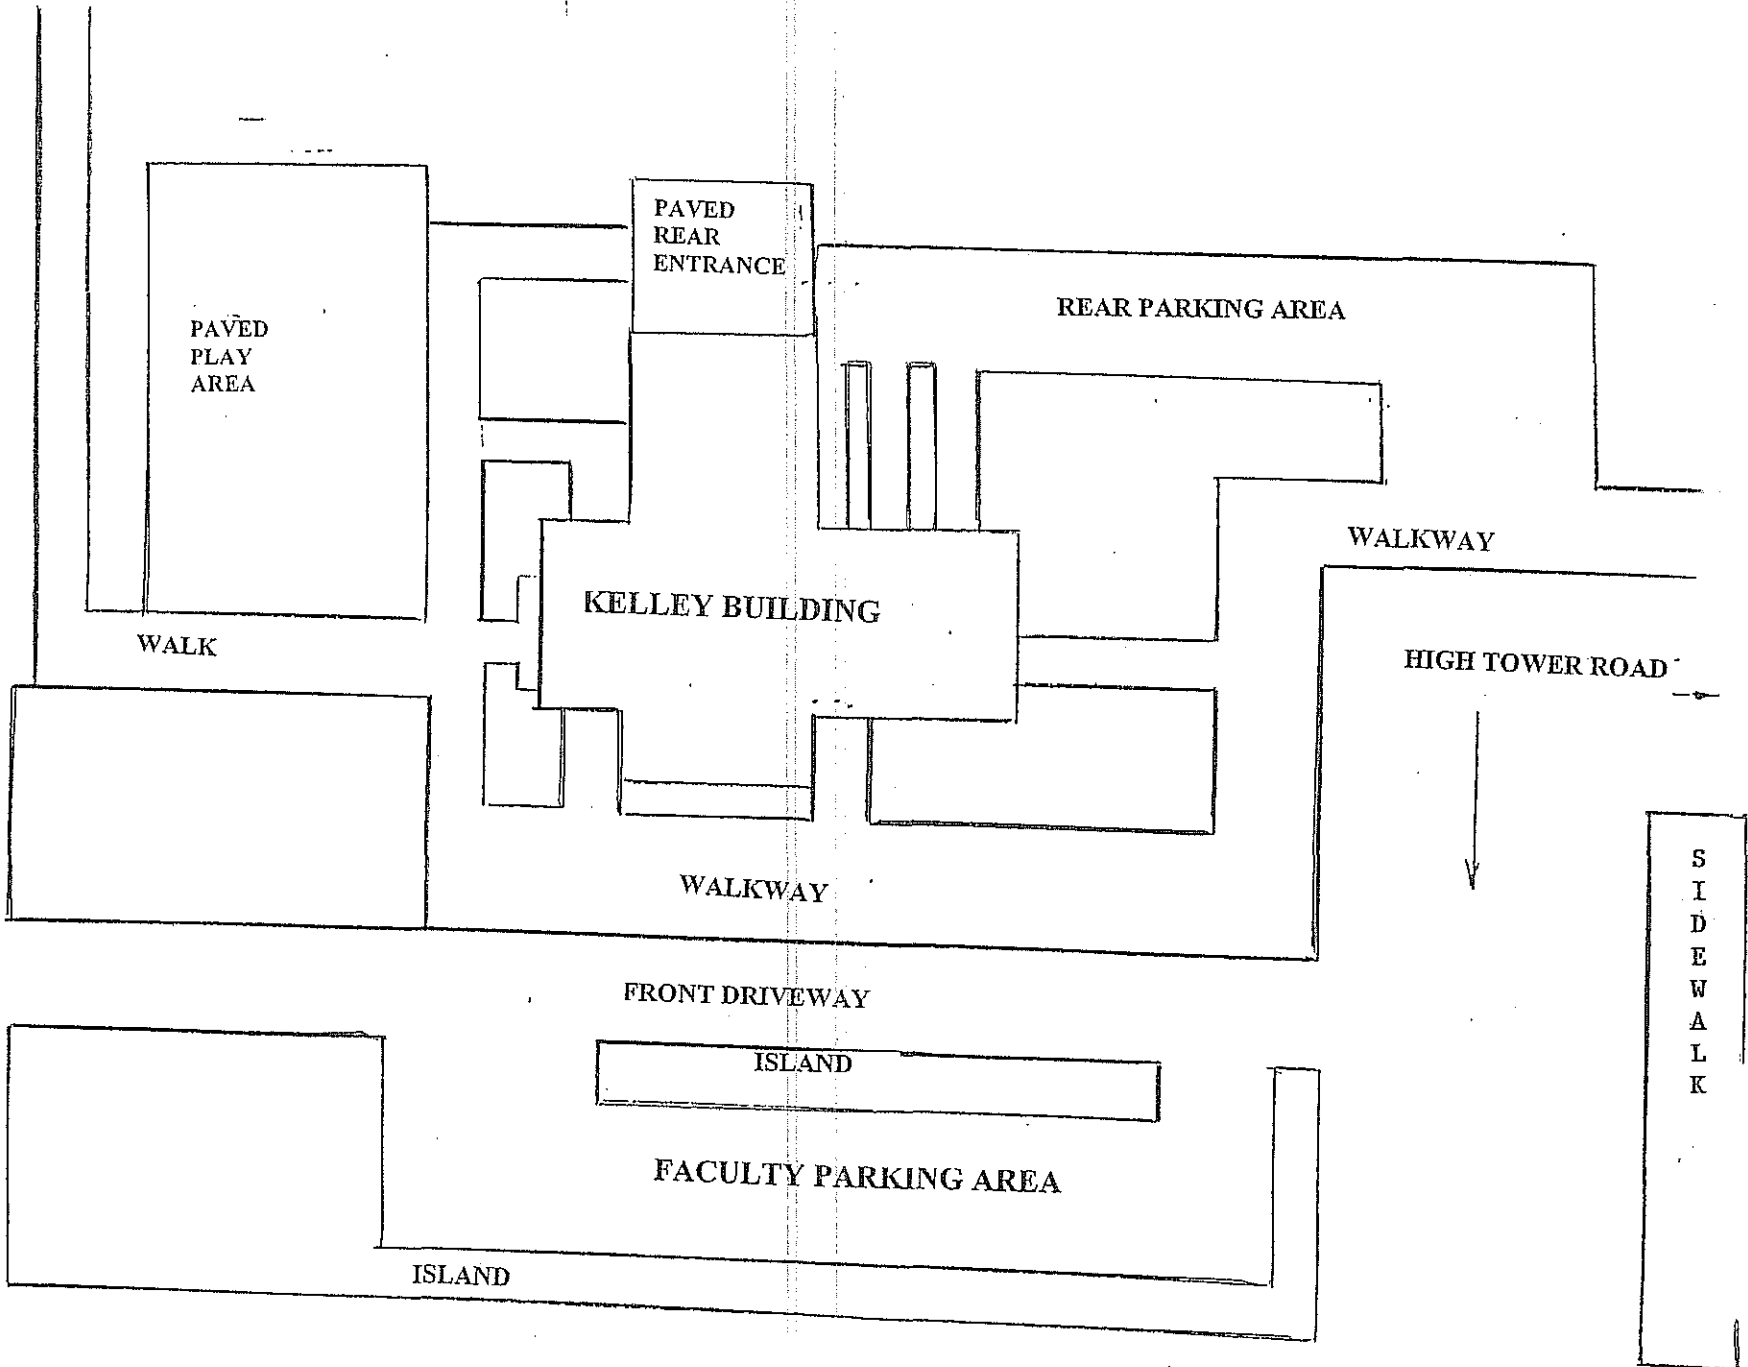 PAVED
REAR
ENTRANCE
REAR PARKING AREA
PAVED
PLAY
AREA
WALKWAY
KELLEY BUILDING
WALK
HIGH TOWER ROAD
S
I
D
E
W
A
L
K
WALKWAY
FRONT DRIVEWAY
ISLAND
FACULTY PARKING AREA
ISLAND